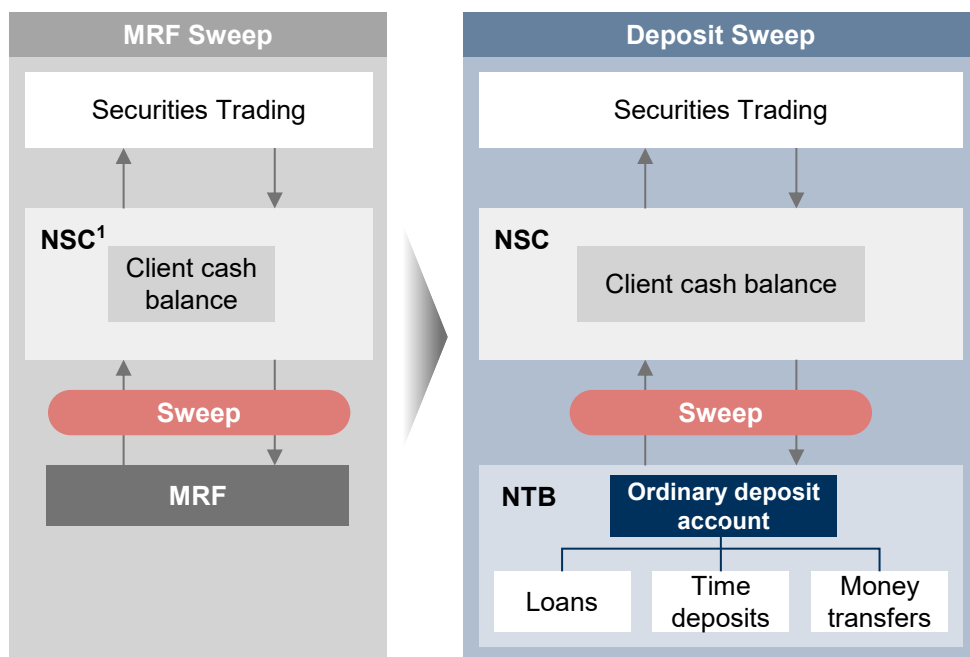 MRF Sweep
Securities Trading
NSC¹
Client cash
balance
Sweep
MRF
Deposit Sweep
Securities Trading
NSC
Client cash balance
Sweep
NTB
Ordinary deposit
account
Loans
Time
deposits
Money
transfers